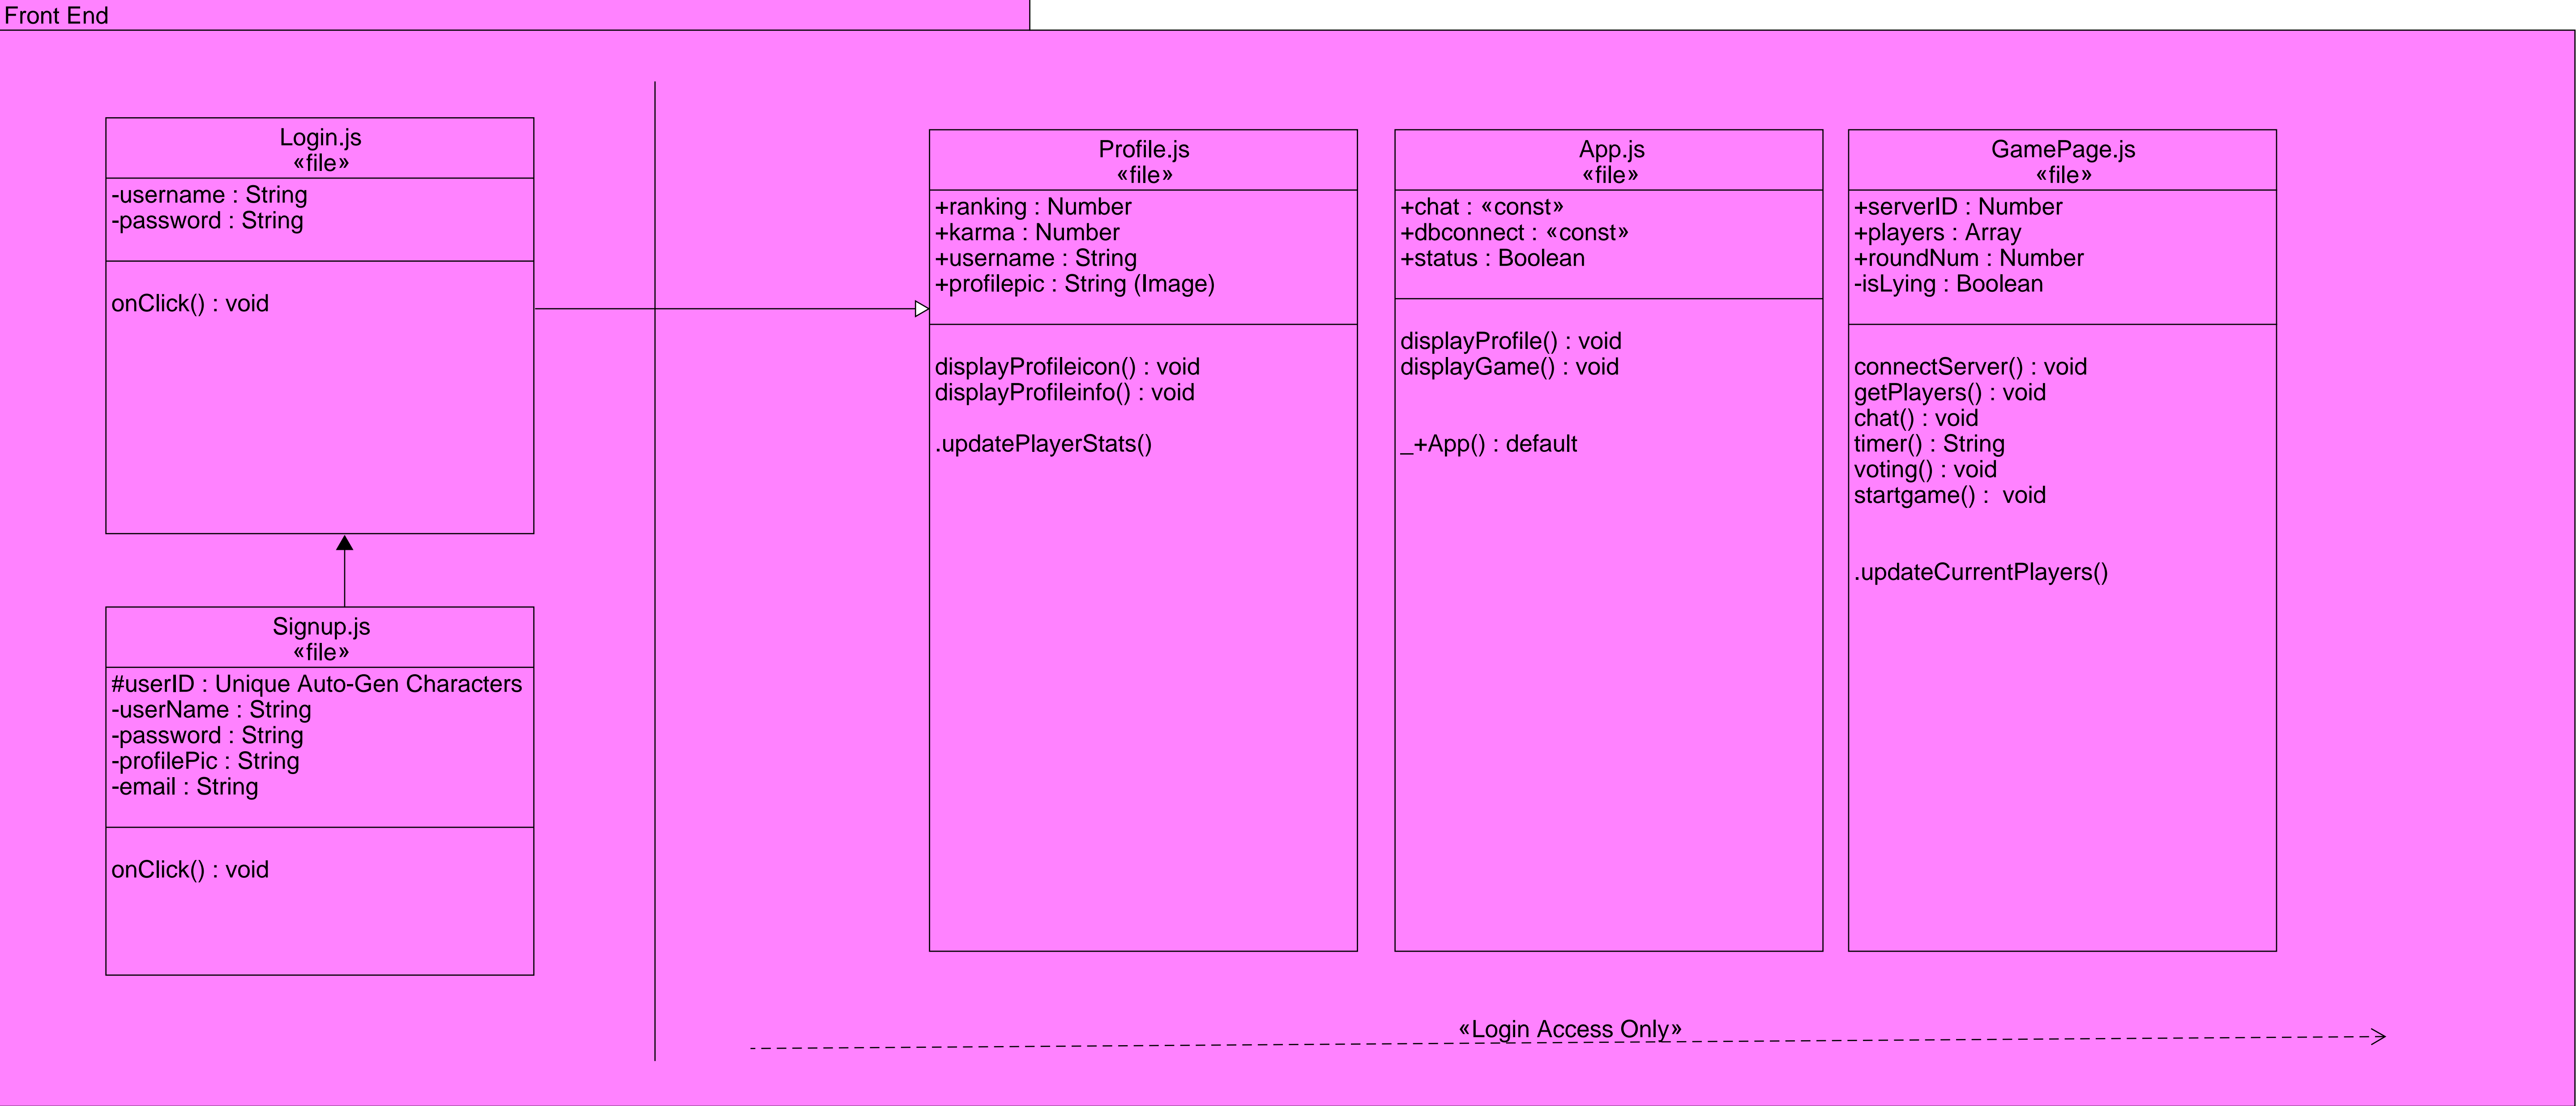 Front End
Login.js
«file»
-username : String
-password : String
onClick() : void
Signup.js
«file»
#userID : Unique Auto-Gen Characters
-userName : String
-password : String
-profilePic : String
-email : String
onClick() : void
Profile.js
«file»
+ranking : Number
+karma : Number
+username : String
+profilepic : String (Image)
displayProfileicon() : void
displayProfileinfo() : void
.updatePlayerStats()
App.js
«file»
+chat : «const»
+dbconnect : «const»
+status : Boolean
displayProfile() : void
displayGame() : void
_+App() : default
GamePage.js
«file»
+serverID : Number
+players : Array
+roundNum : Number
-isLying : Boolean
connectServer() : void
getPlayers() : void
chat() : void
timer() : String
voting() : void
startgame() :  void
.updateCurrentPlayers()
«Login Access Only»